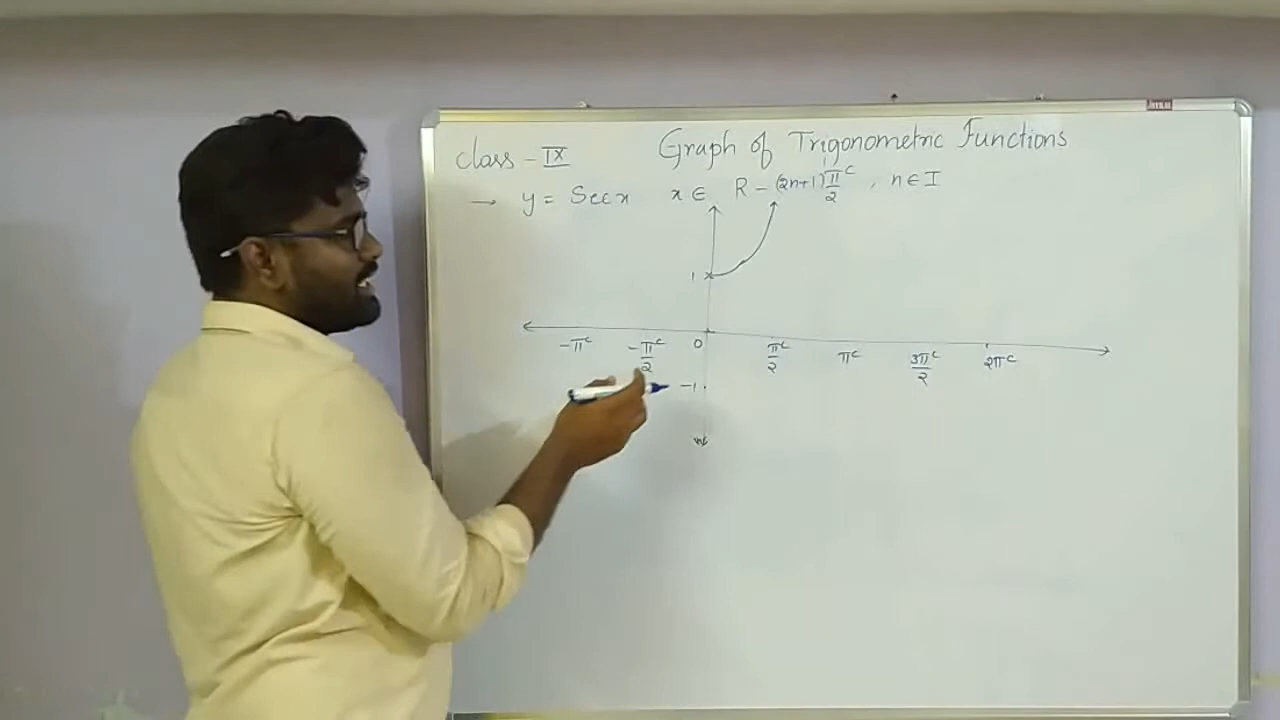 class - IX Graph of Trigonometric Functions
→ y = Sec x x ∈ R - (2n+1)π^c/2 , n ∈ I
1
-π^c -π^c/2 0 π^c/2 π^c 3π^c/2 2π^c
-1